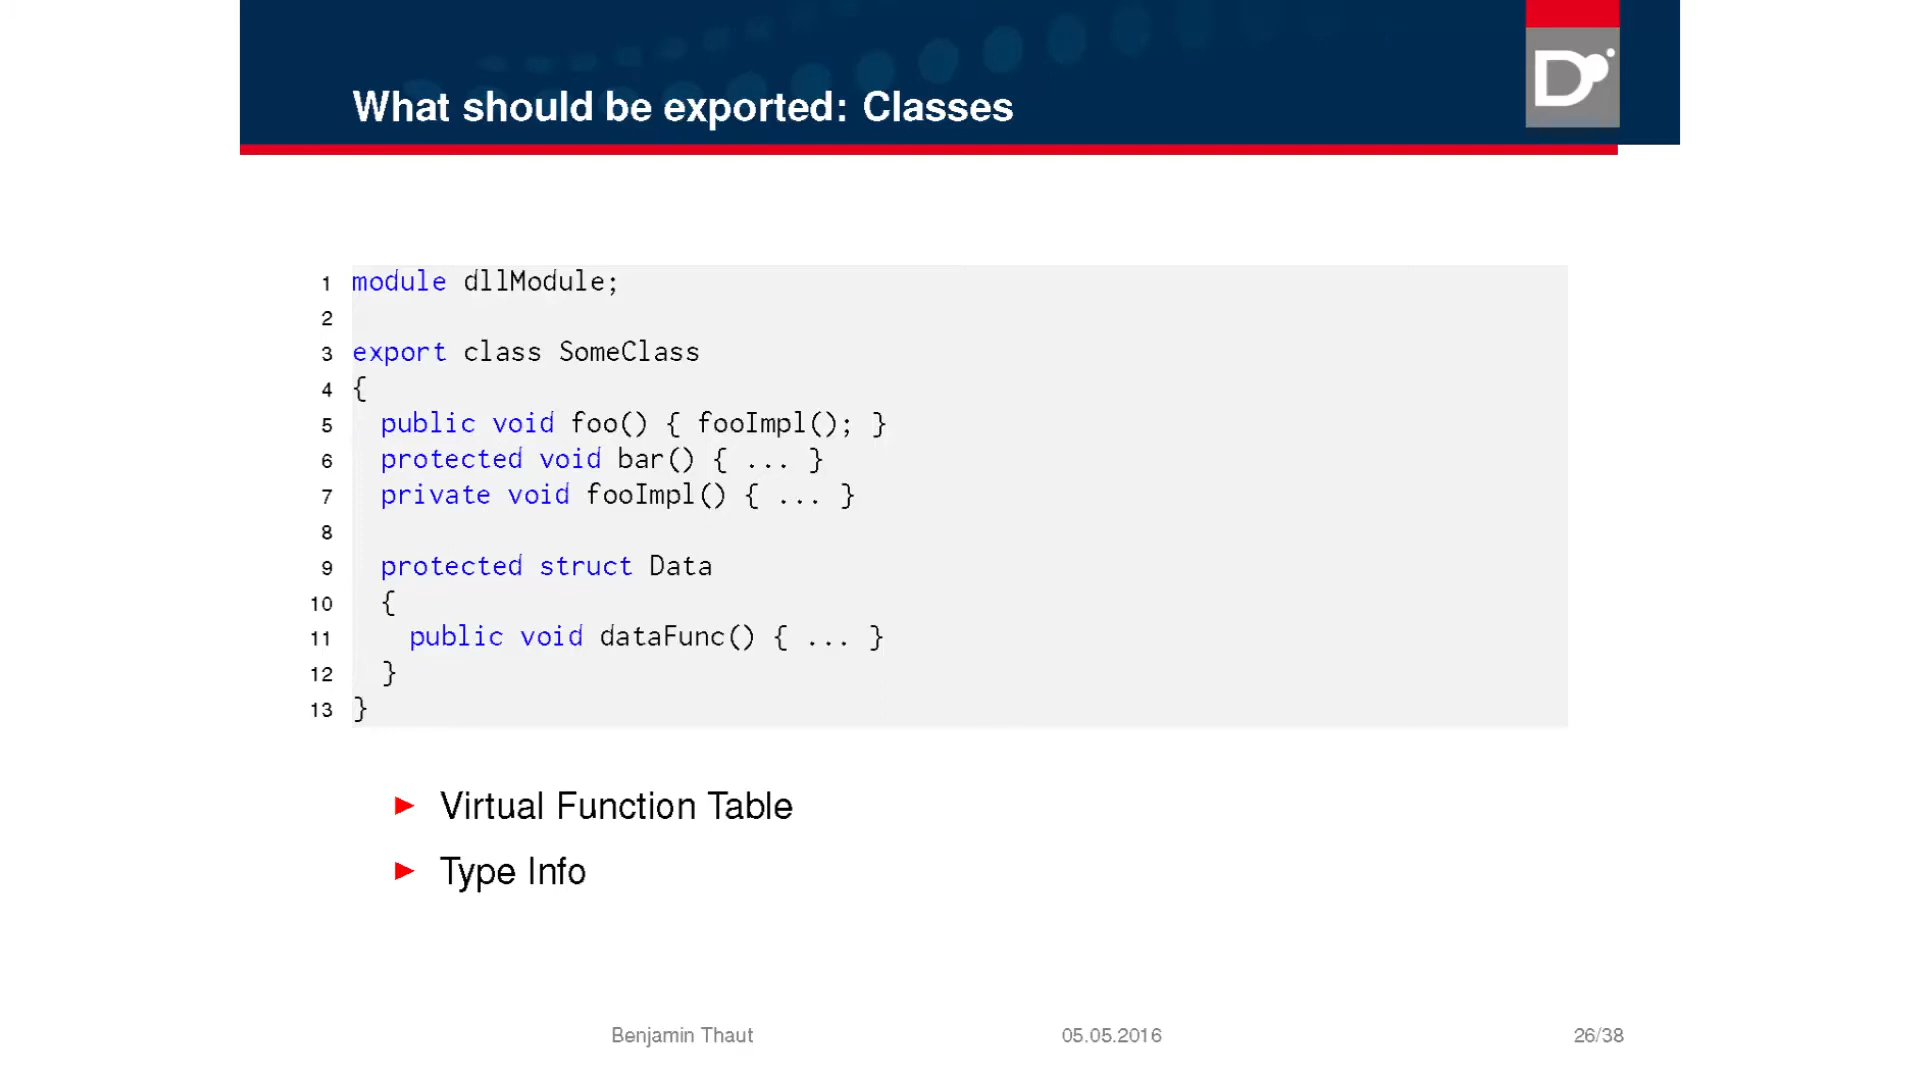 What should be exported: Classes
D
1 module dllModule;
2
3 export class SomeClass
4 {
5 public void foo() { fooImpl(); }
6 protected void bar() { ... }
7 private void fooImpl() { ... }
8
9 protected struct Data
10 {
11 public void dataFunc() { ... }
12 }
13 }
► Virtual Function Table
► Type Info
Benjamin Thaut 05.05.2016 26/38